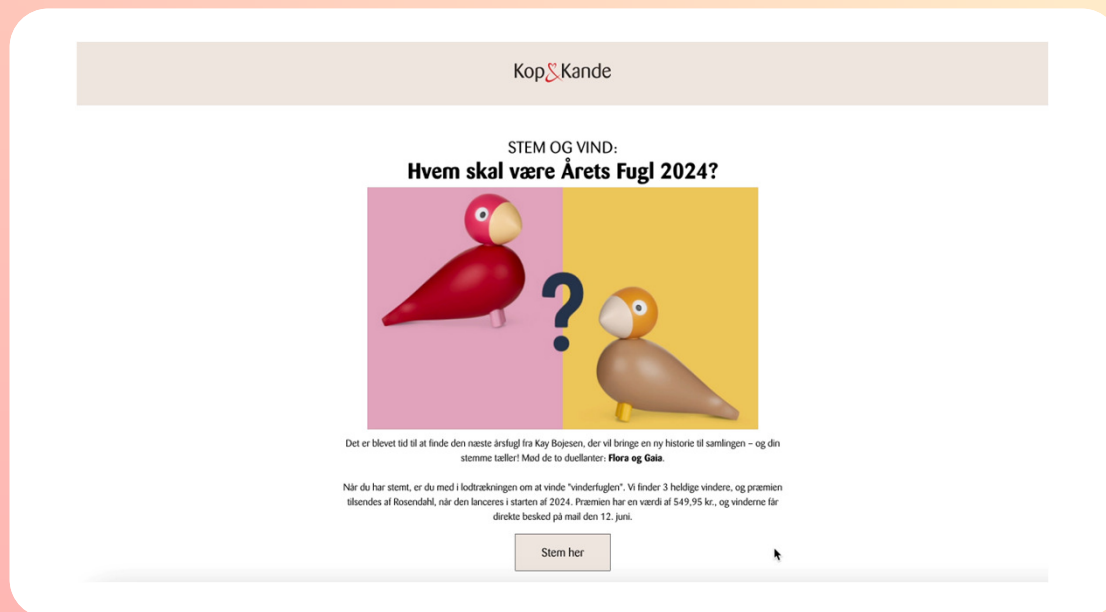 Kop&Kande
STEM OG VIND:
Hvem skal være Årets Fugl 2024?
?
Det er blevet tid til at finde den næste årsfugl fra Kay Bojesen, der vil bringe en ny historie til samlingen – og din
stemme tæller! Mød de to duellanter: Flora og Gaia.
Når du har stemt, er du med i lodtrækningen om at vinde "vinderfuglen". Vi finder 3 heldige vindere, og præmien
tilsendes af Rosendahl, når den lanceres i starten af 2024. Præmien har en værdi af 549,95 kr., og vinderne får
direkte besked på mail den 12. juni.
Stem her